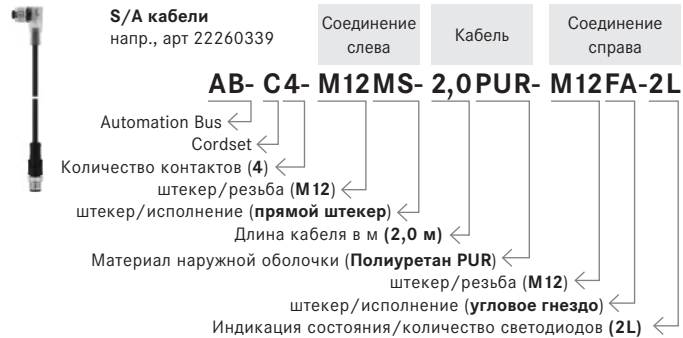 S/A кабели
напр., арт 22260339
Соединение
слева
Кабель
Соединение
справа
AB- C4- M12MS- 2,0PUR- M12FA-2L
Automation Bus
Cordset
Количество контактов (4)
штекер/резьба (M12)
штекер/исполнение (прямой штекер)
Длина кабеля в м (2,0 м)
Материал наружной оболочки (Полиуретан PUR)
штекер/резьба (M12)
штекер/исполнение (угловое гнездо)
Индикация состояния/количество светодиодов (2L)